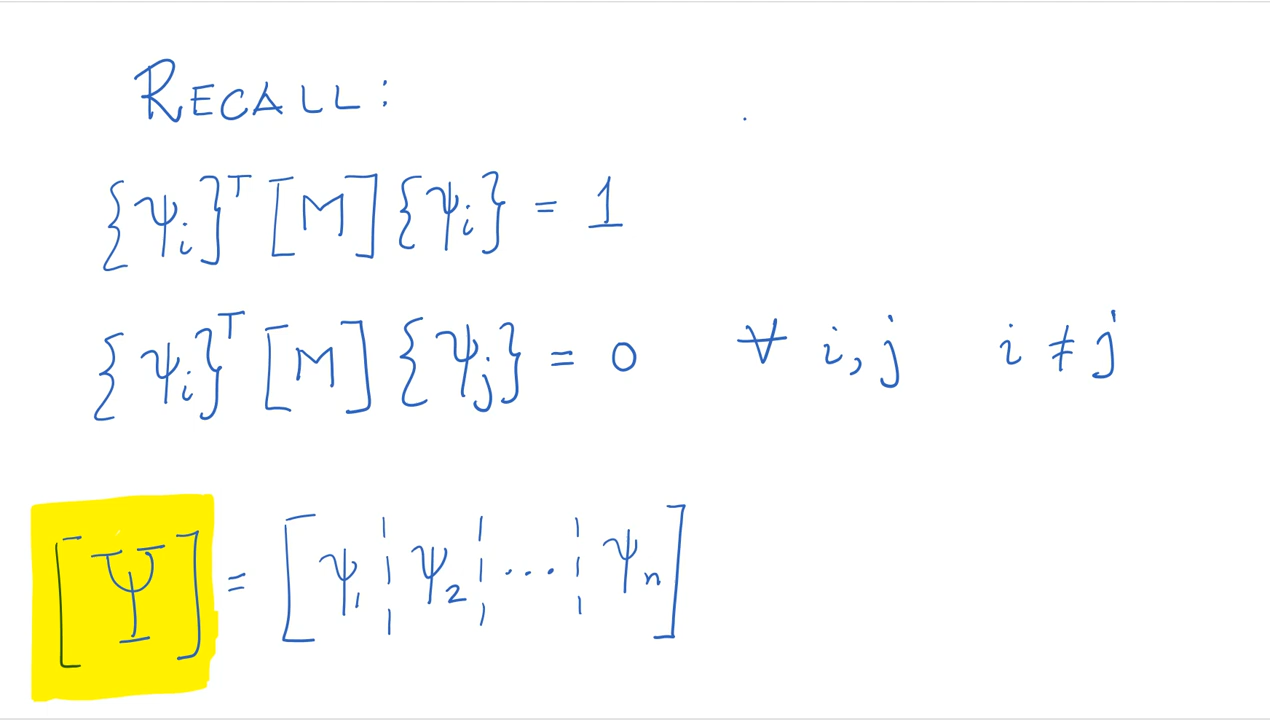 RECALL:
{ψᵢ}ᵀ [M] {ψᵢ} = 1
{ψᵢ}ᵀ [M] {ψⱼ} = 0 ∀ i, j i ≠ j
[Ψ] = [ψ₁ ¦ ψ₂ ¦ ... ¦ ψₙ]